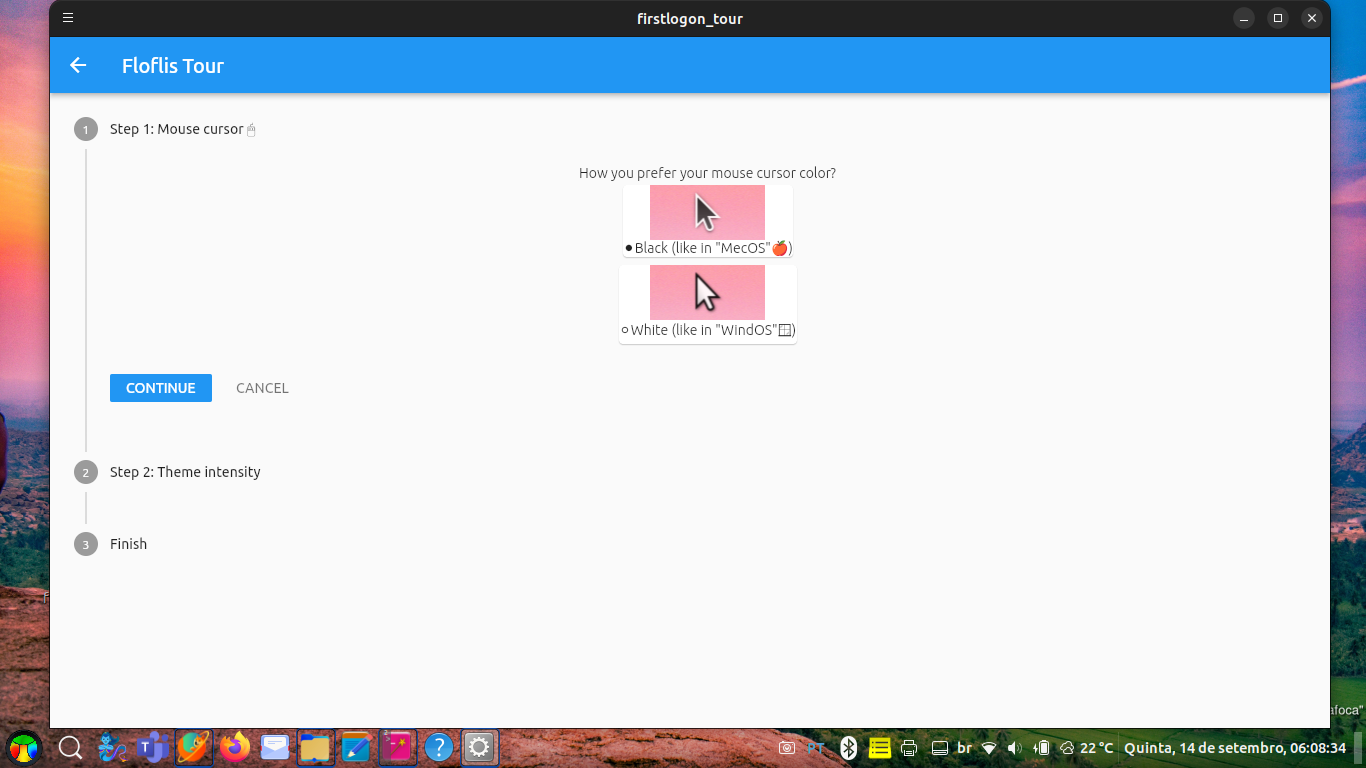 firstlogon_tour
Floflis Tour
1 Step 1: Mouse cursor🖱
How you prefer your mouse cursor color?
⚫Black (like in "MecOS"🍎)
⚪White (like in "WindOS"🪟)
CONTINUE CANCEL
2 Step 2: Theme intensity
3 Finish
afoca"
PT br 22 °C Quinta, 14 de setembro, 06:08:34